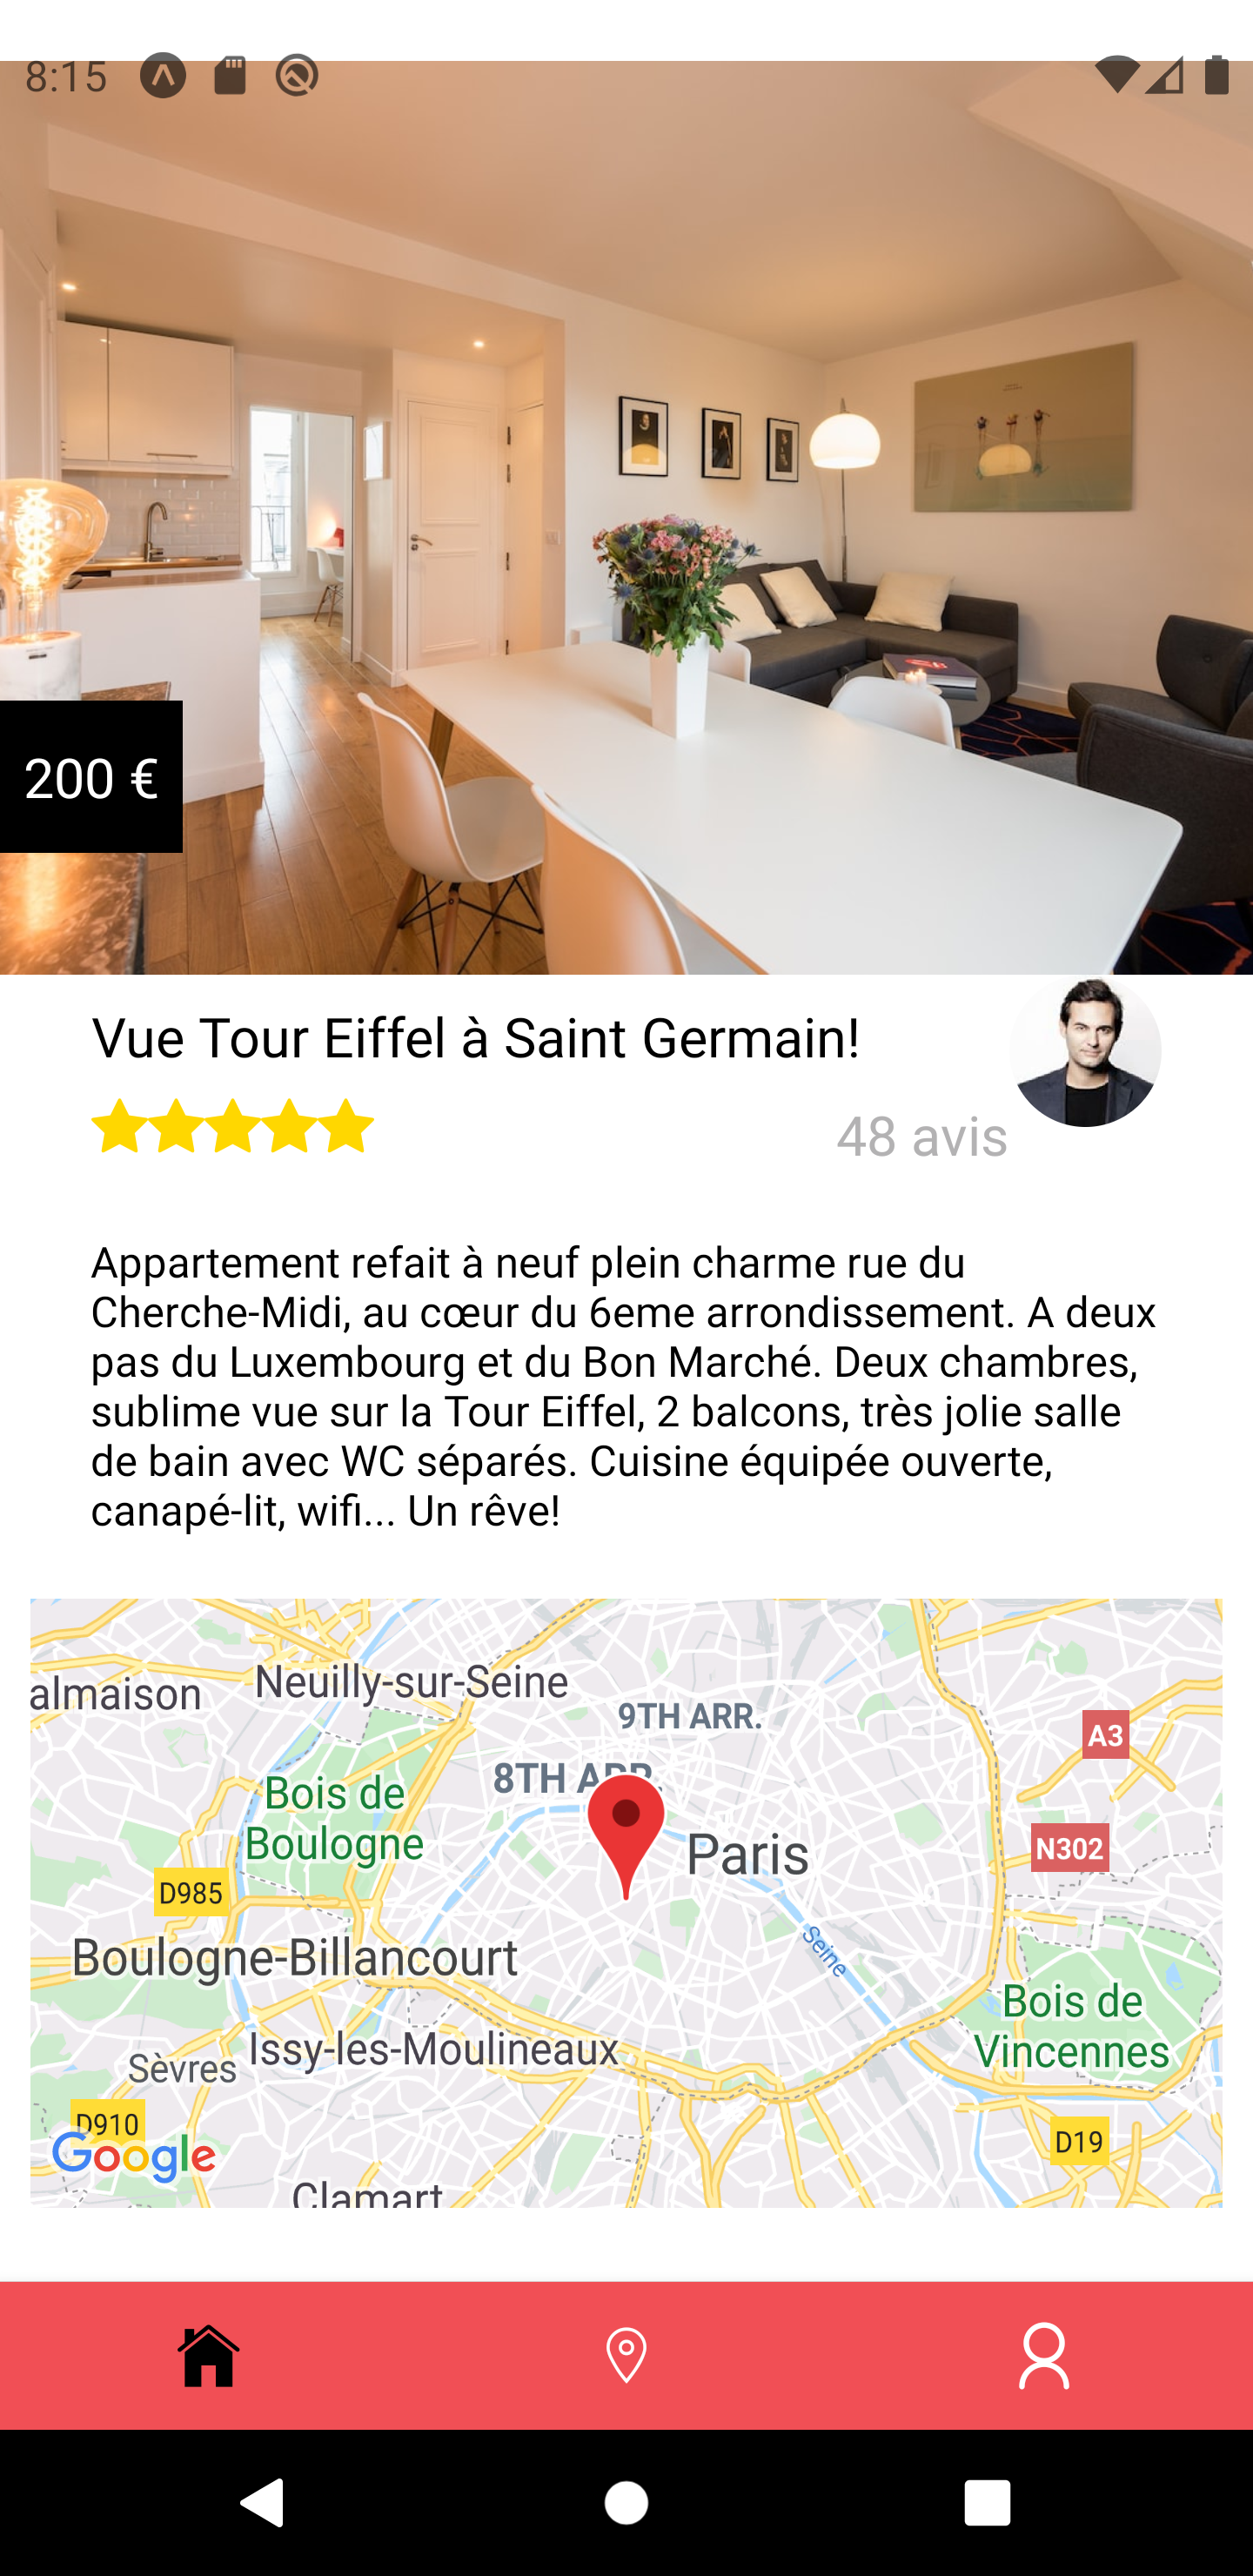 8:15
200 €
Vue Tour Eiffel à Saint Germain!
48 avis
Appartement refait à neuf plein charme rue du
Cherche-Midi, au cœur du 6eme arrondissement. A deux
pas du Luxembourg et du Bon Marché. Deux chambres,
sublime vue sur la Tour Eiffel, 2 balcons, très jolie salle
de bain avec WC séparés. Cuisine équipée ouverte,
canapé-lit, wifi... Un rêve!
almaison
Neuilly-sur-Seine
9TH ARR.
A3
8TH ARR.
Bois de
Boulogne
Paris
N302
D985
Boulogne-Billancourt
Seine
Bois de
Vincennes
Issy-les-Moulineaux
Sèvres
D910
Google
D19
Clamart